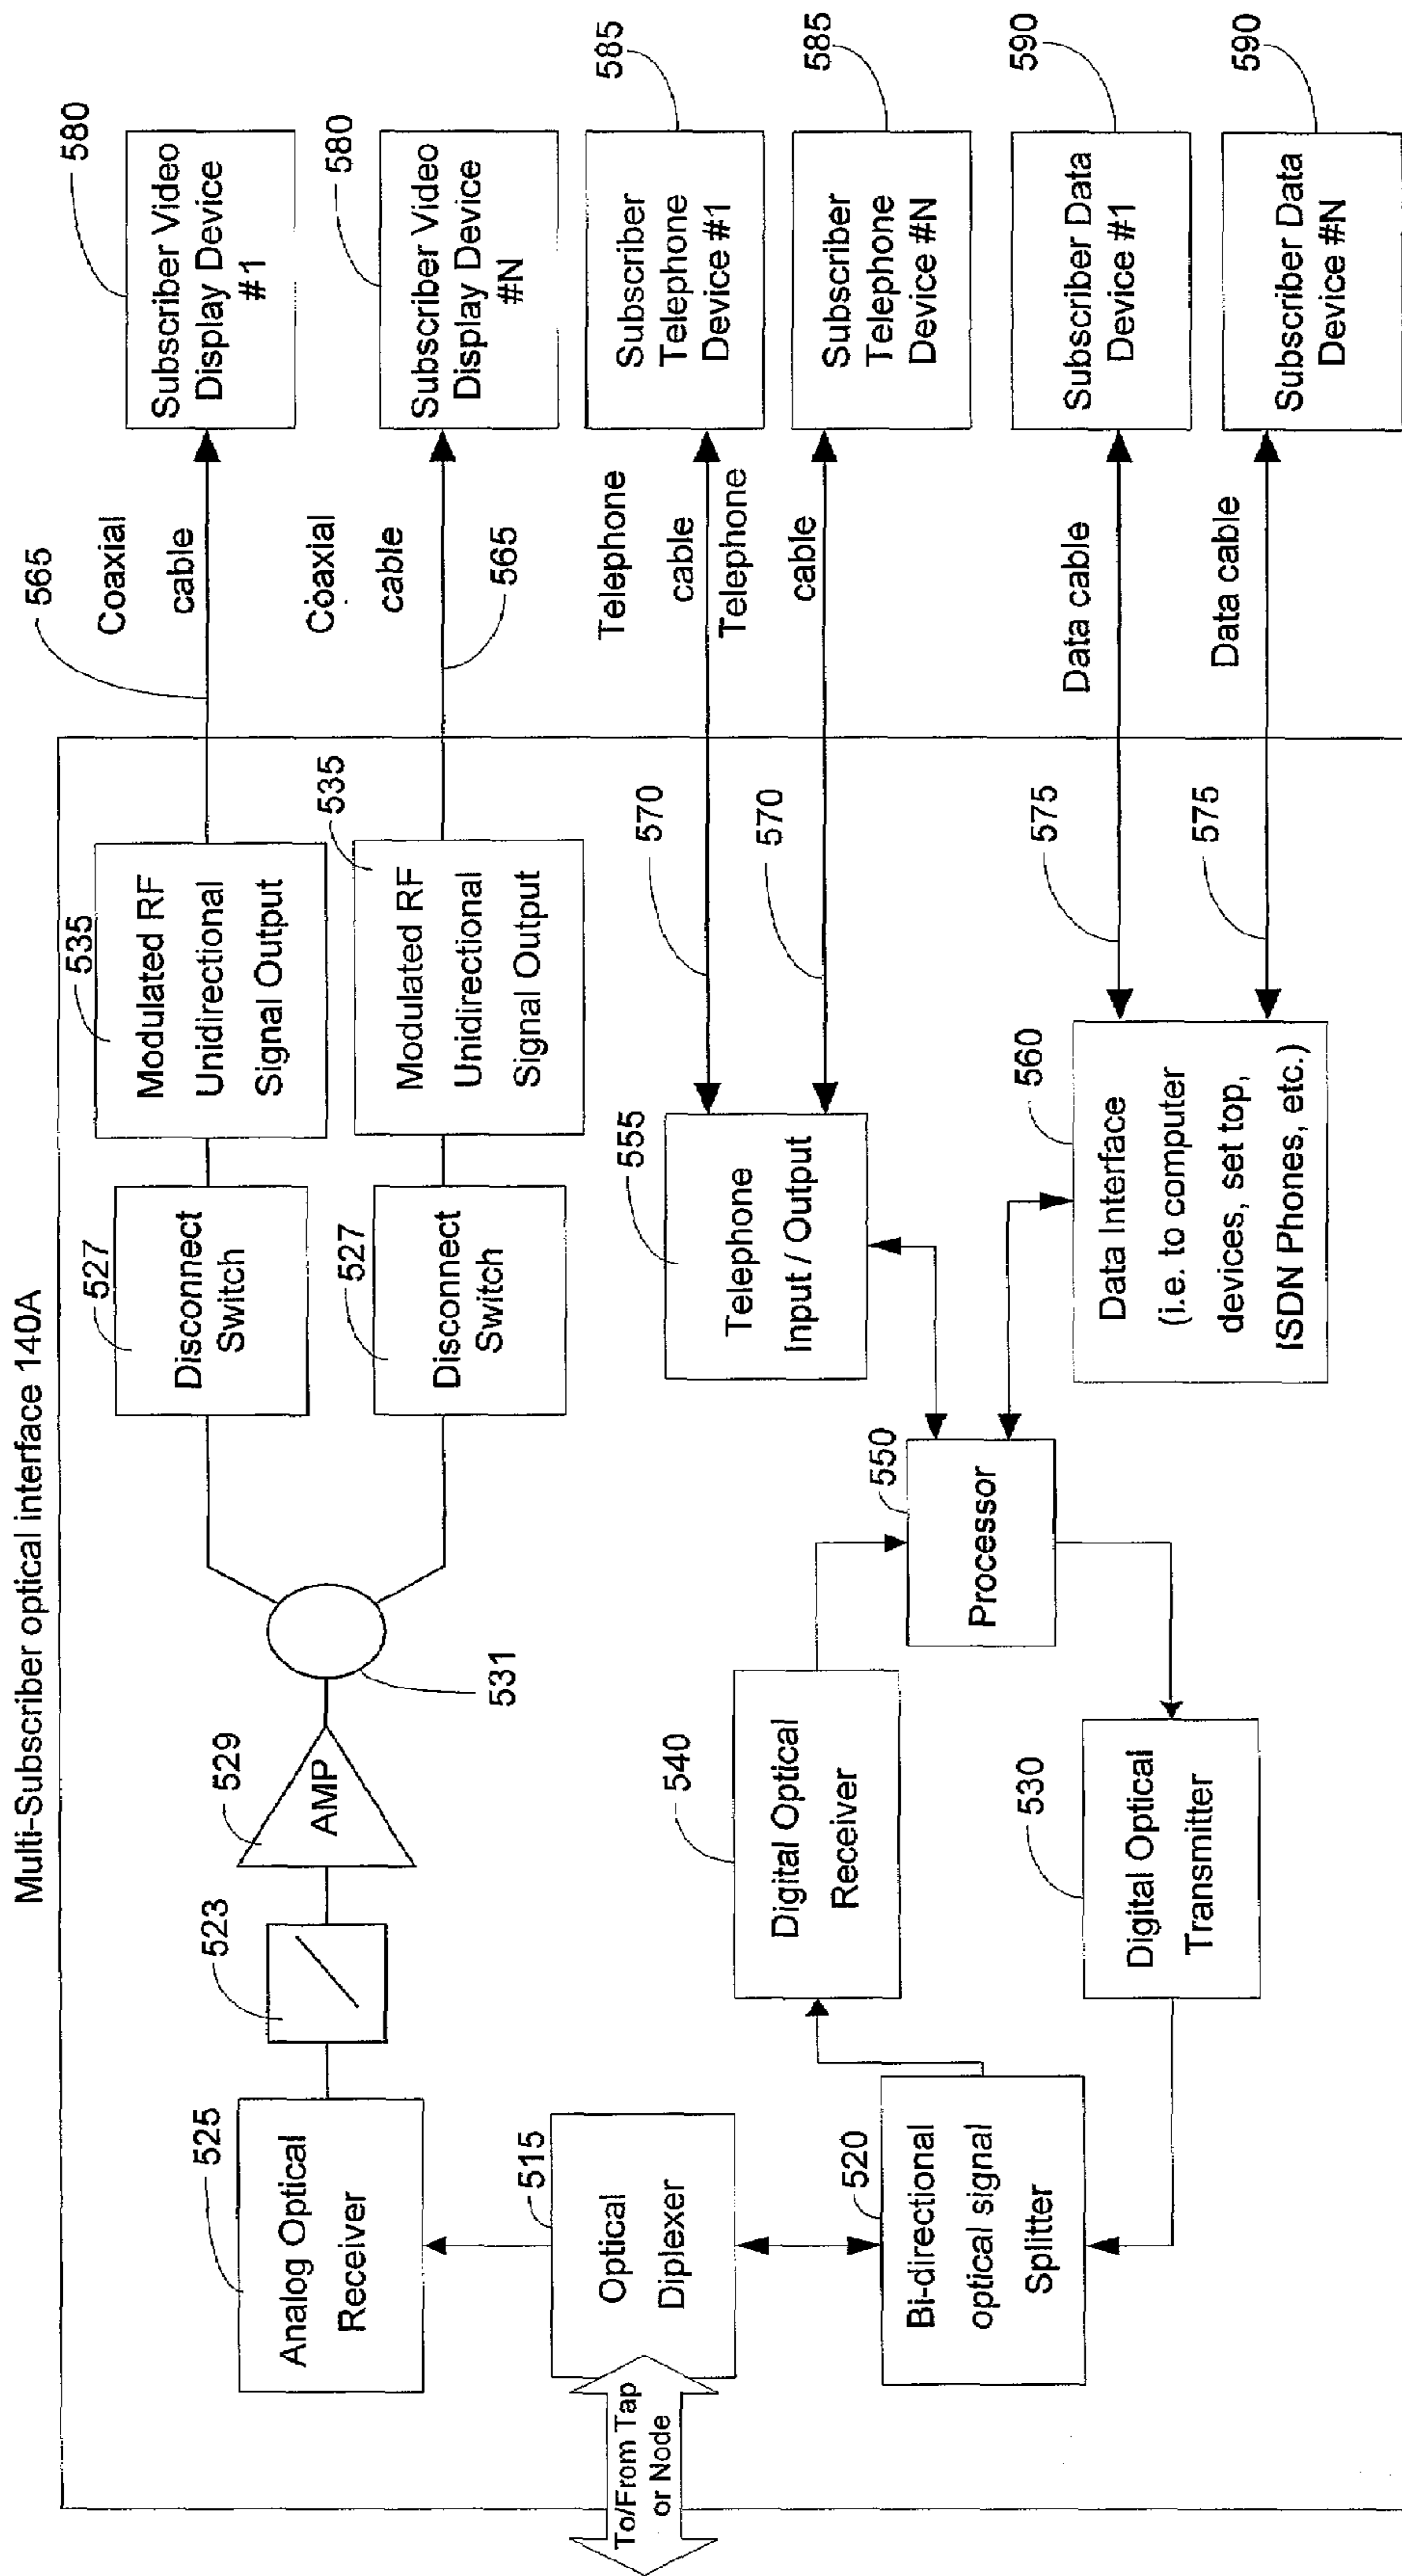 Multi-Subscriber optical interface 140A
525
Analog Optical
Receiver
523
529
AMP
531
527
Disconnect
Switch
527
Disconnect
Switch
535
Modulated RF
Unidirectional
Signal Output
535
Modulated RF
Unidirectional
Signal Output
565
Coaxial
cable
Coaxial
cable
565
580
Subscriber Video
Display Device
#1
580
Subscriber Video
Display Device
#N
To/From Tap
or Node
515
Optical
Diplexer
520
Bi-directional
optical signal
Splitter
540
Digital Optical
Receiver
530
Digital Optical
Transmitter
550
Processor
555
Telephone
Input / Output
560
Data Interface
(i.e. to computer
devices, set top,
ISDN Phones, etc.)
570
570
Telephone
cable
Telephone
cable
585
Subscriber
Telephone
Device #1
585
Subscriber
Telephone
Device #N
575
575
Data cable
Data cable
590
Subscriber Data
Device #1
590
Subscriber Data
Device #N